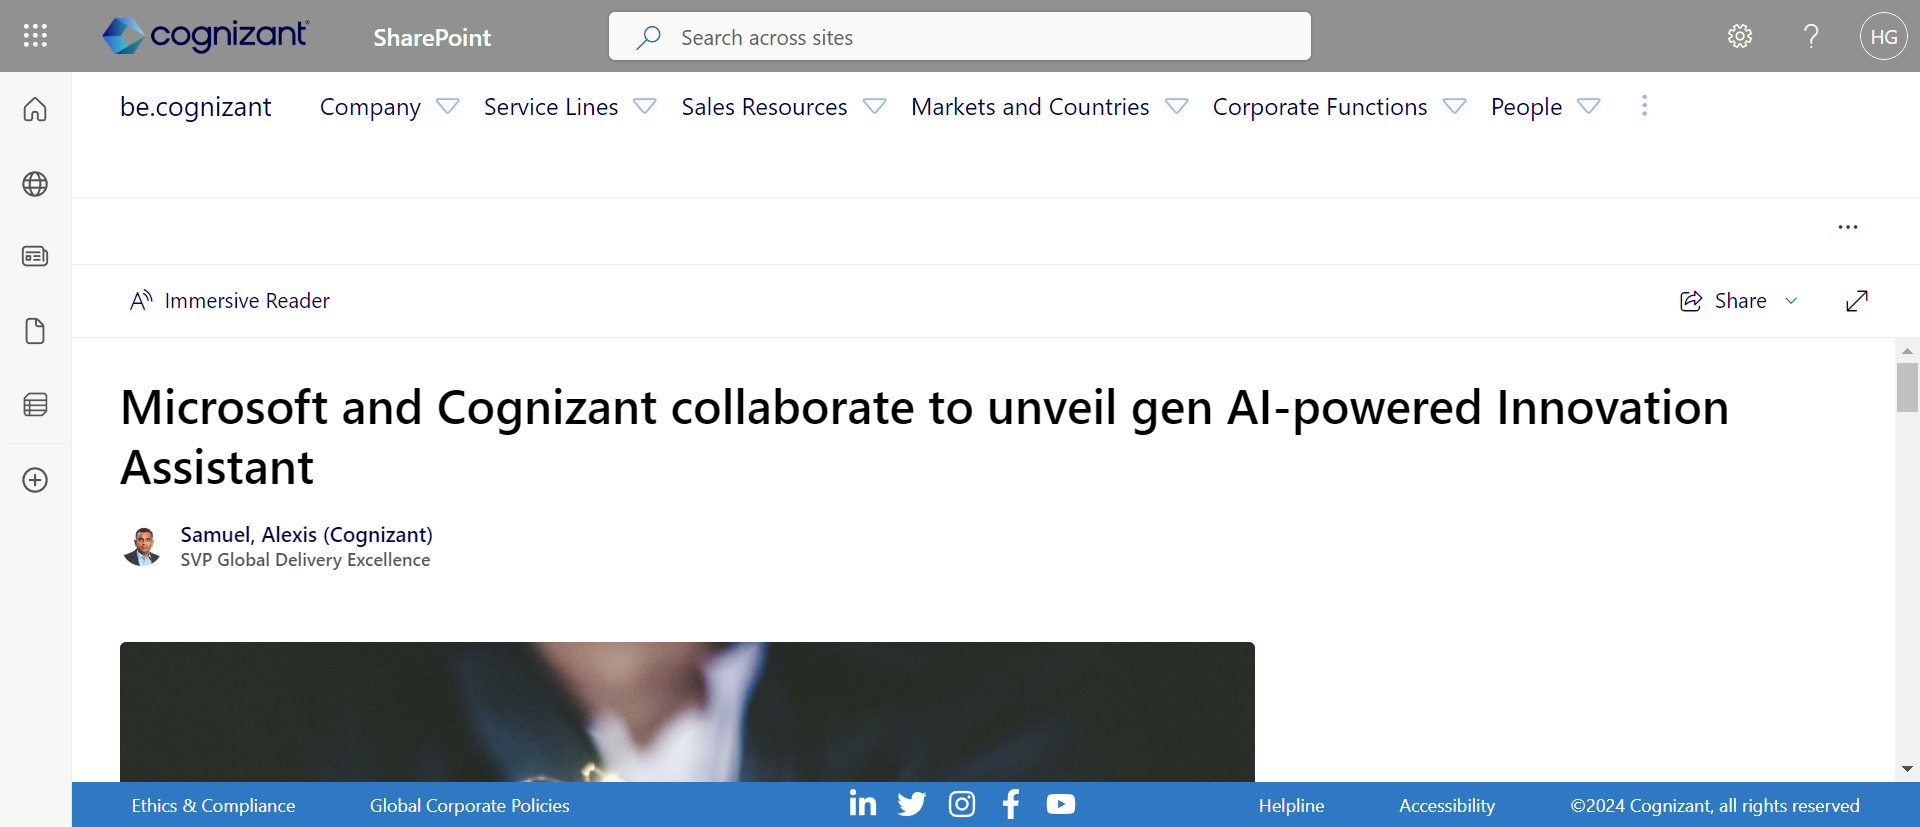 cognizant
SharePoint
Search across sites
HG
be.cognizant
Company
Service Lines
Sales Resources
Markets and Countries
Corporate Functions
People
Immersive Reader
Share
Microsoft and Cognizant collaborate to unveil gen AI-powered Innovation
Assistant
Samuel, Alexis (Cognizant)
SVP Global Delivery Excellence
Ethics & Compliance
Global Corporate Policies
Helpline
Accessibility
©2024 Cognizant, all rights reserved